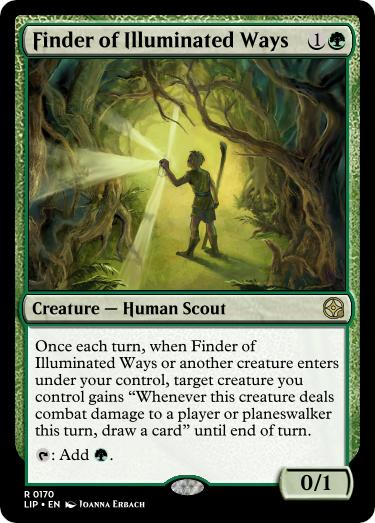 Finder of Illuminated Ways 1
Creature — Human Scout
Once each turn, when Finder of
Illuminated Ways or another creature enters
under your control, target creature you
control gains “Whenever this creature deals
combat damage to a player or planeswalker
this turn, draw a card” until end of turn.
: Add .
0/1
R 0170
LIP • EN Joanna Erbach